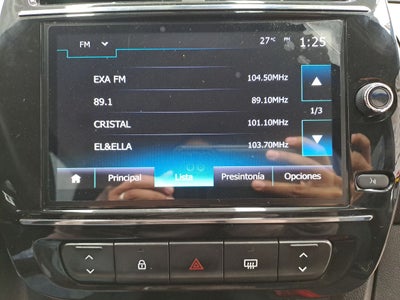 FM 27°C PM 1:25
EXA FM 104.50MHz
89.1 89.10MHz
1/3
CRISTAL 101.10MHz
EL&ELLA 103.70MHz
Principal Lista Presintonía Opciones